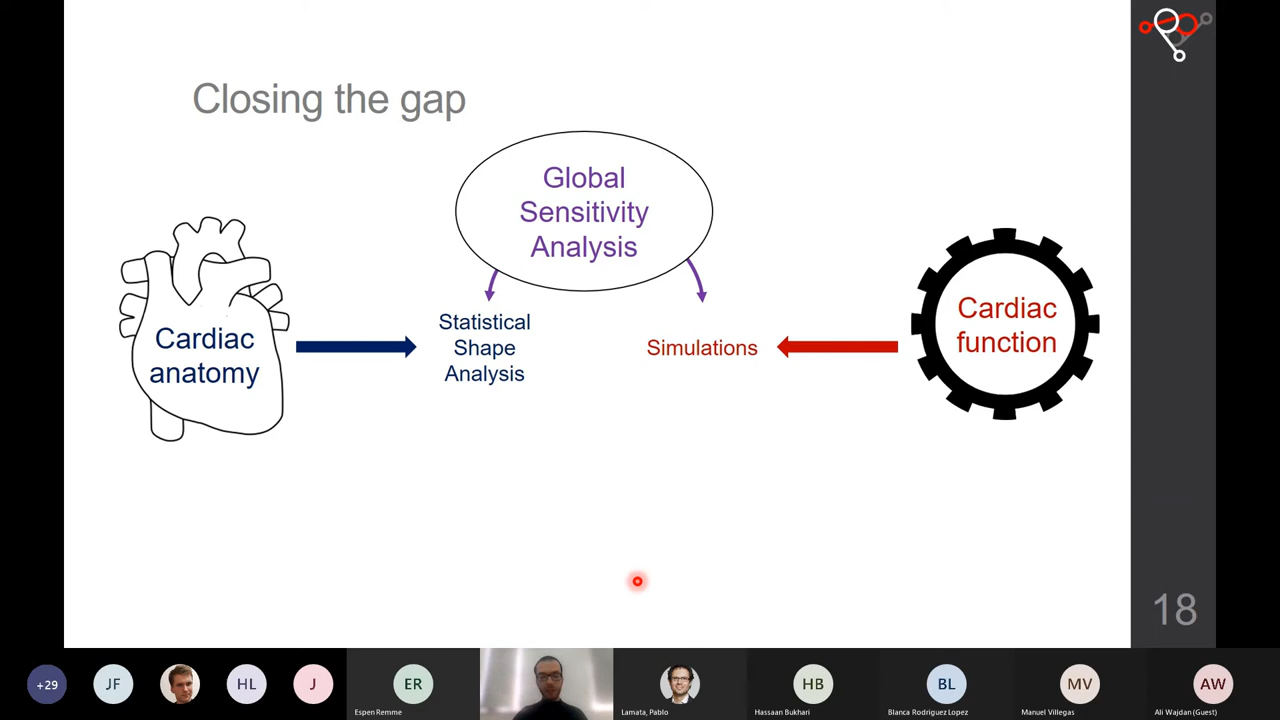 Closing the gap
Global
Sensitivity
Analysis
Cardiac
anatomy
Statistical
Shape
Analysis
Simulations
Cardiac
function
18
+29
JF
HL
J
ER
Espen Remme
Lamata, Pablo
HB
Hassaan Bukhari
BL
Blanca Rodriguez Lopez
MV
Manuel Villegas
AW
Ali Wajdan (Guest)